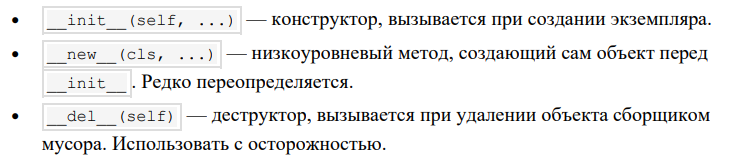 • __init__(self, ...) — конструктор, вызывается при создании экземпляра.
• __new__(cls, ...) — низкоуровневый метод, создающий сам объект перед
__init__. Редко переопределяется.
• __del__(self) — деструктор, вызывается при удалении объекта сборщиком
мусора. Использовать с осторожностью.